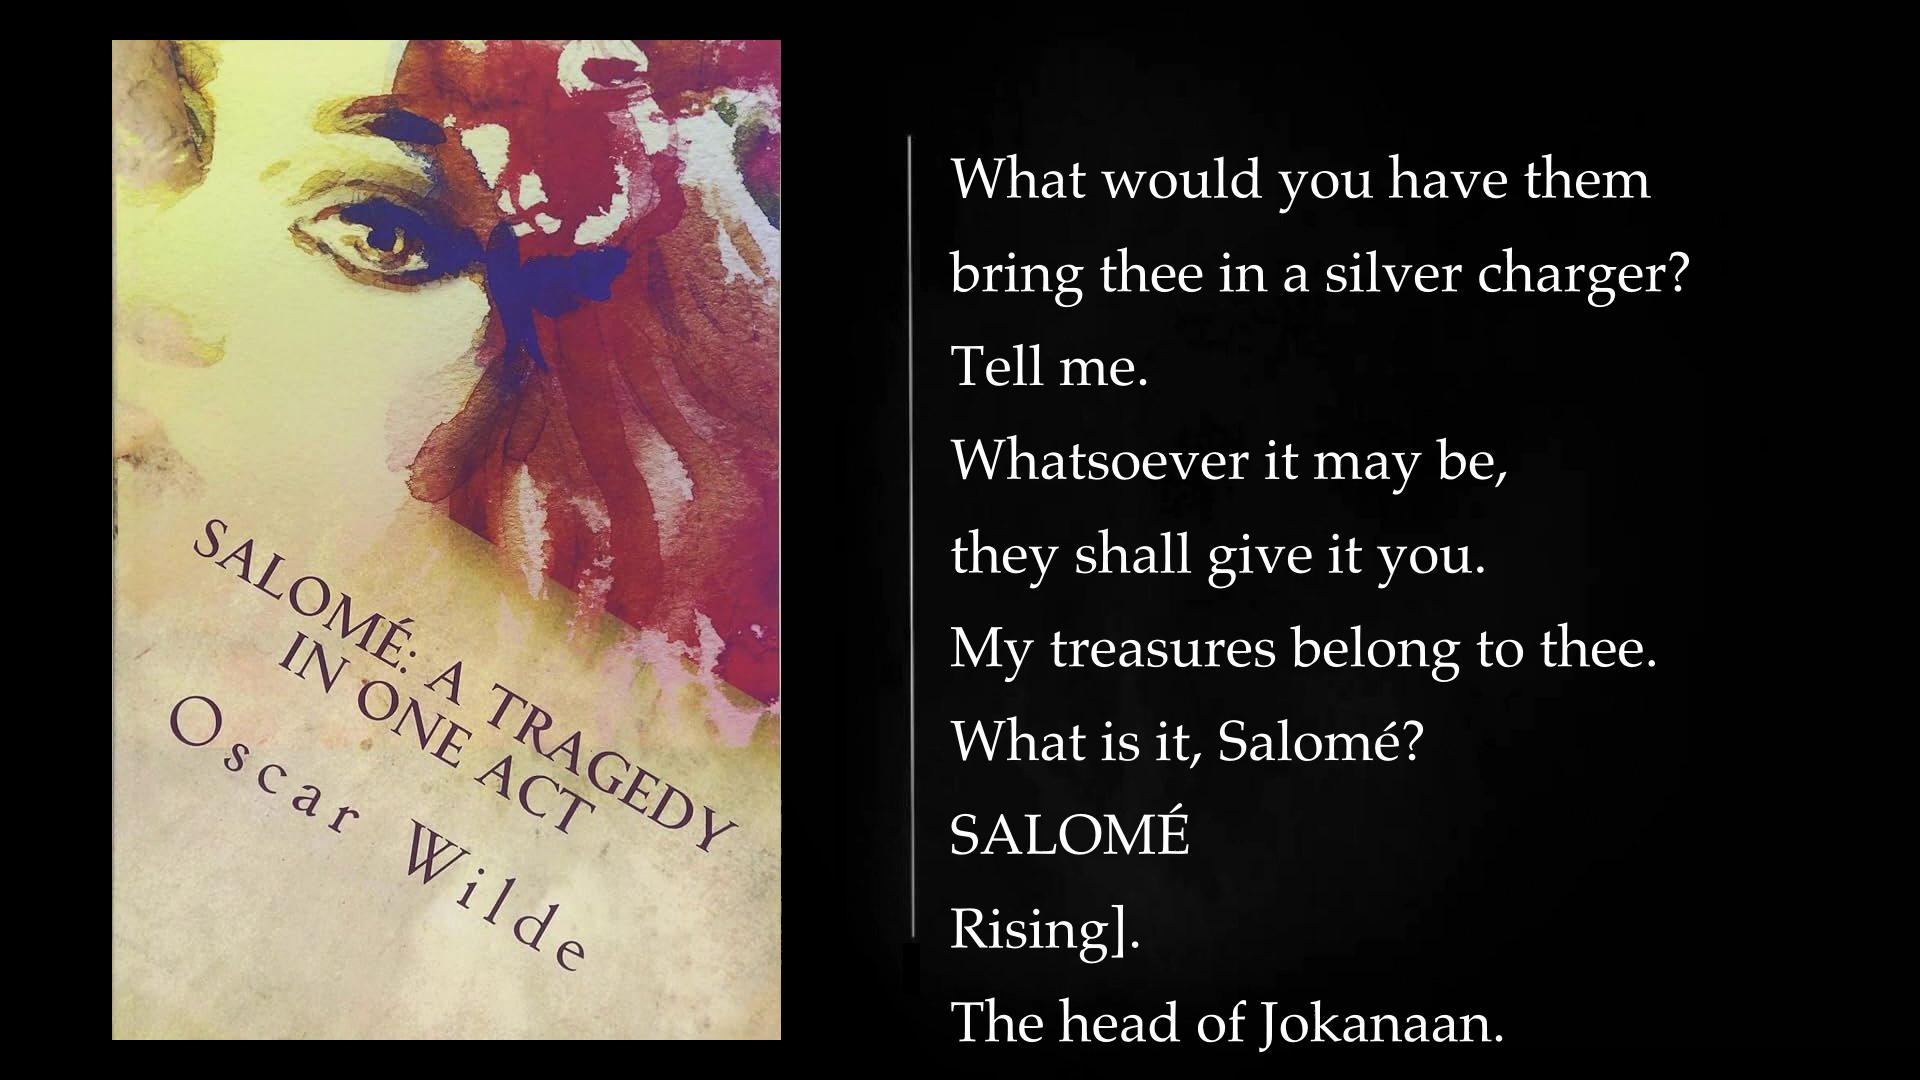 SALOMÉ: A TRAGEDY
IN ONE ACT
Oscar Wilde
What would you have them
bring thee in a silver charger?
Tell me.
Whatsoever it may be,
they shall give it you.
My treasures belong to thee.
What is it, Salomé?
SALOMÉ
Rising].
The head of Jokanaan.